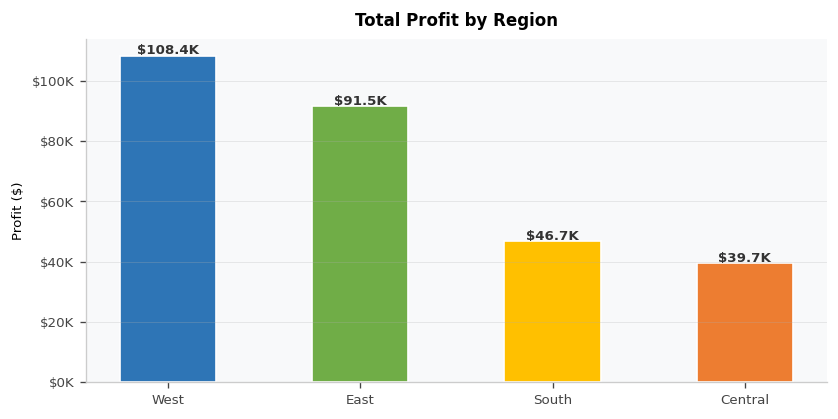 Total Profit by Region
Profit ($)
$100K
$80K
$60K
$40K
$20K
$0K
$108.4K
$91.5K
$46.7K
$39.7K
West
East
South
Central